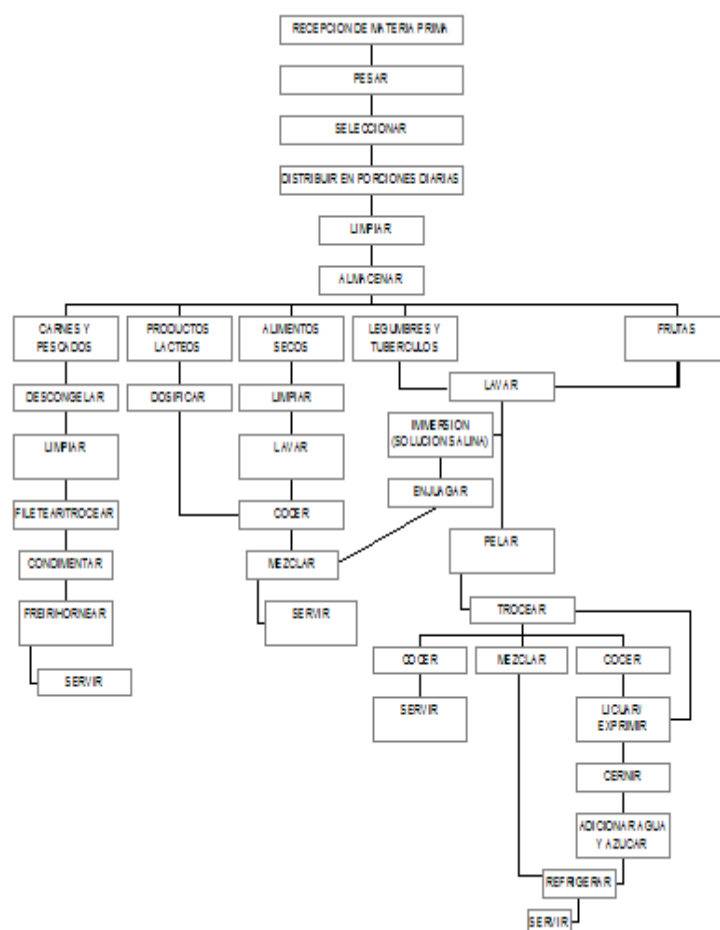 RECEPCION DE MATERIA PRIMA
PESAR
SELECCIONAR
DISTRIBUIR EN PORCIONES DIARIAS
LIMPIAR
ALMACENAR
CARNES Y
PESCADOS
PRODUCTOS
LACTEOS
ALIMENTOS
SECOS
LEGUMBRES Y
TUBERCULOS
FRUTAS
LAVAR
DESCONGELAR
DOSIFICAR
LIMPIAR
INMERSION
(SOLUCION SALINA)
LIMPIAR
LAVAR
ENJUAGAR
FILETEAR/TROCEAR
COCER
PELAR
CONDIMENTAR
MEZCLAR
FREIR/HORNEAR
SERVIR
TROCEAR
SERVIR
COCER
MEZCLAR
COCER
SERVIR
LICUAR/
EXPRIMIR
CERNIR
ADICIONAR AGUA
Y AZUCAR
REFRIGERAR
SERVIR